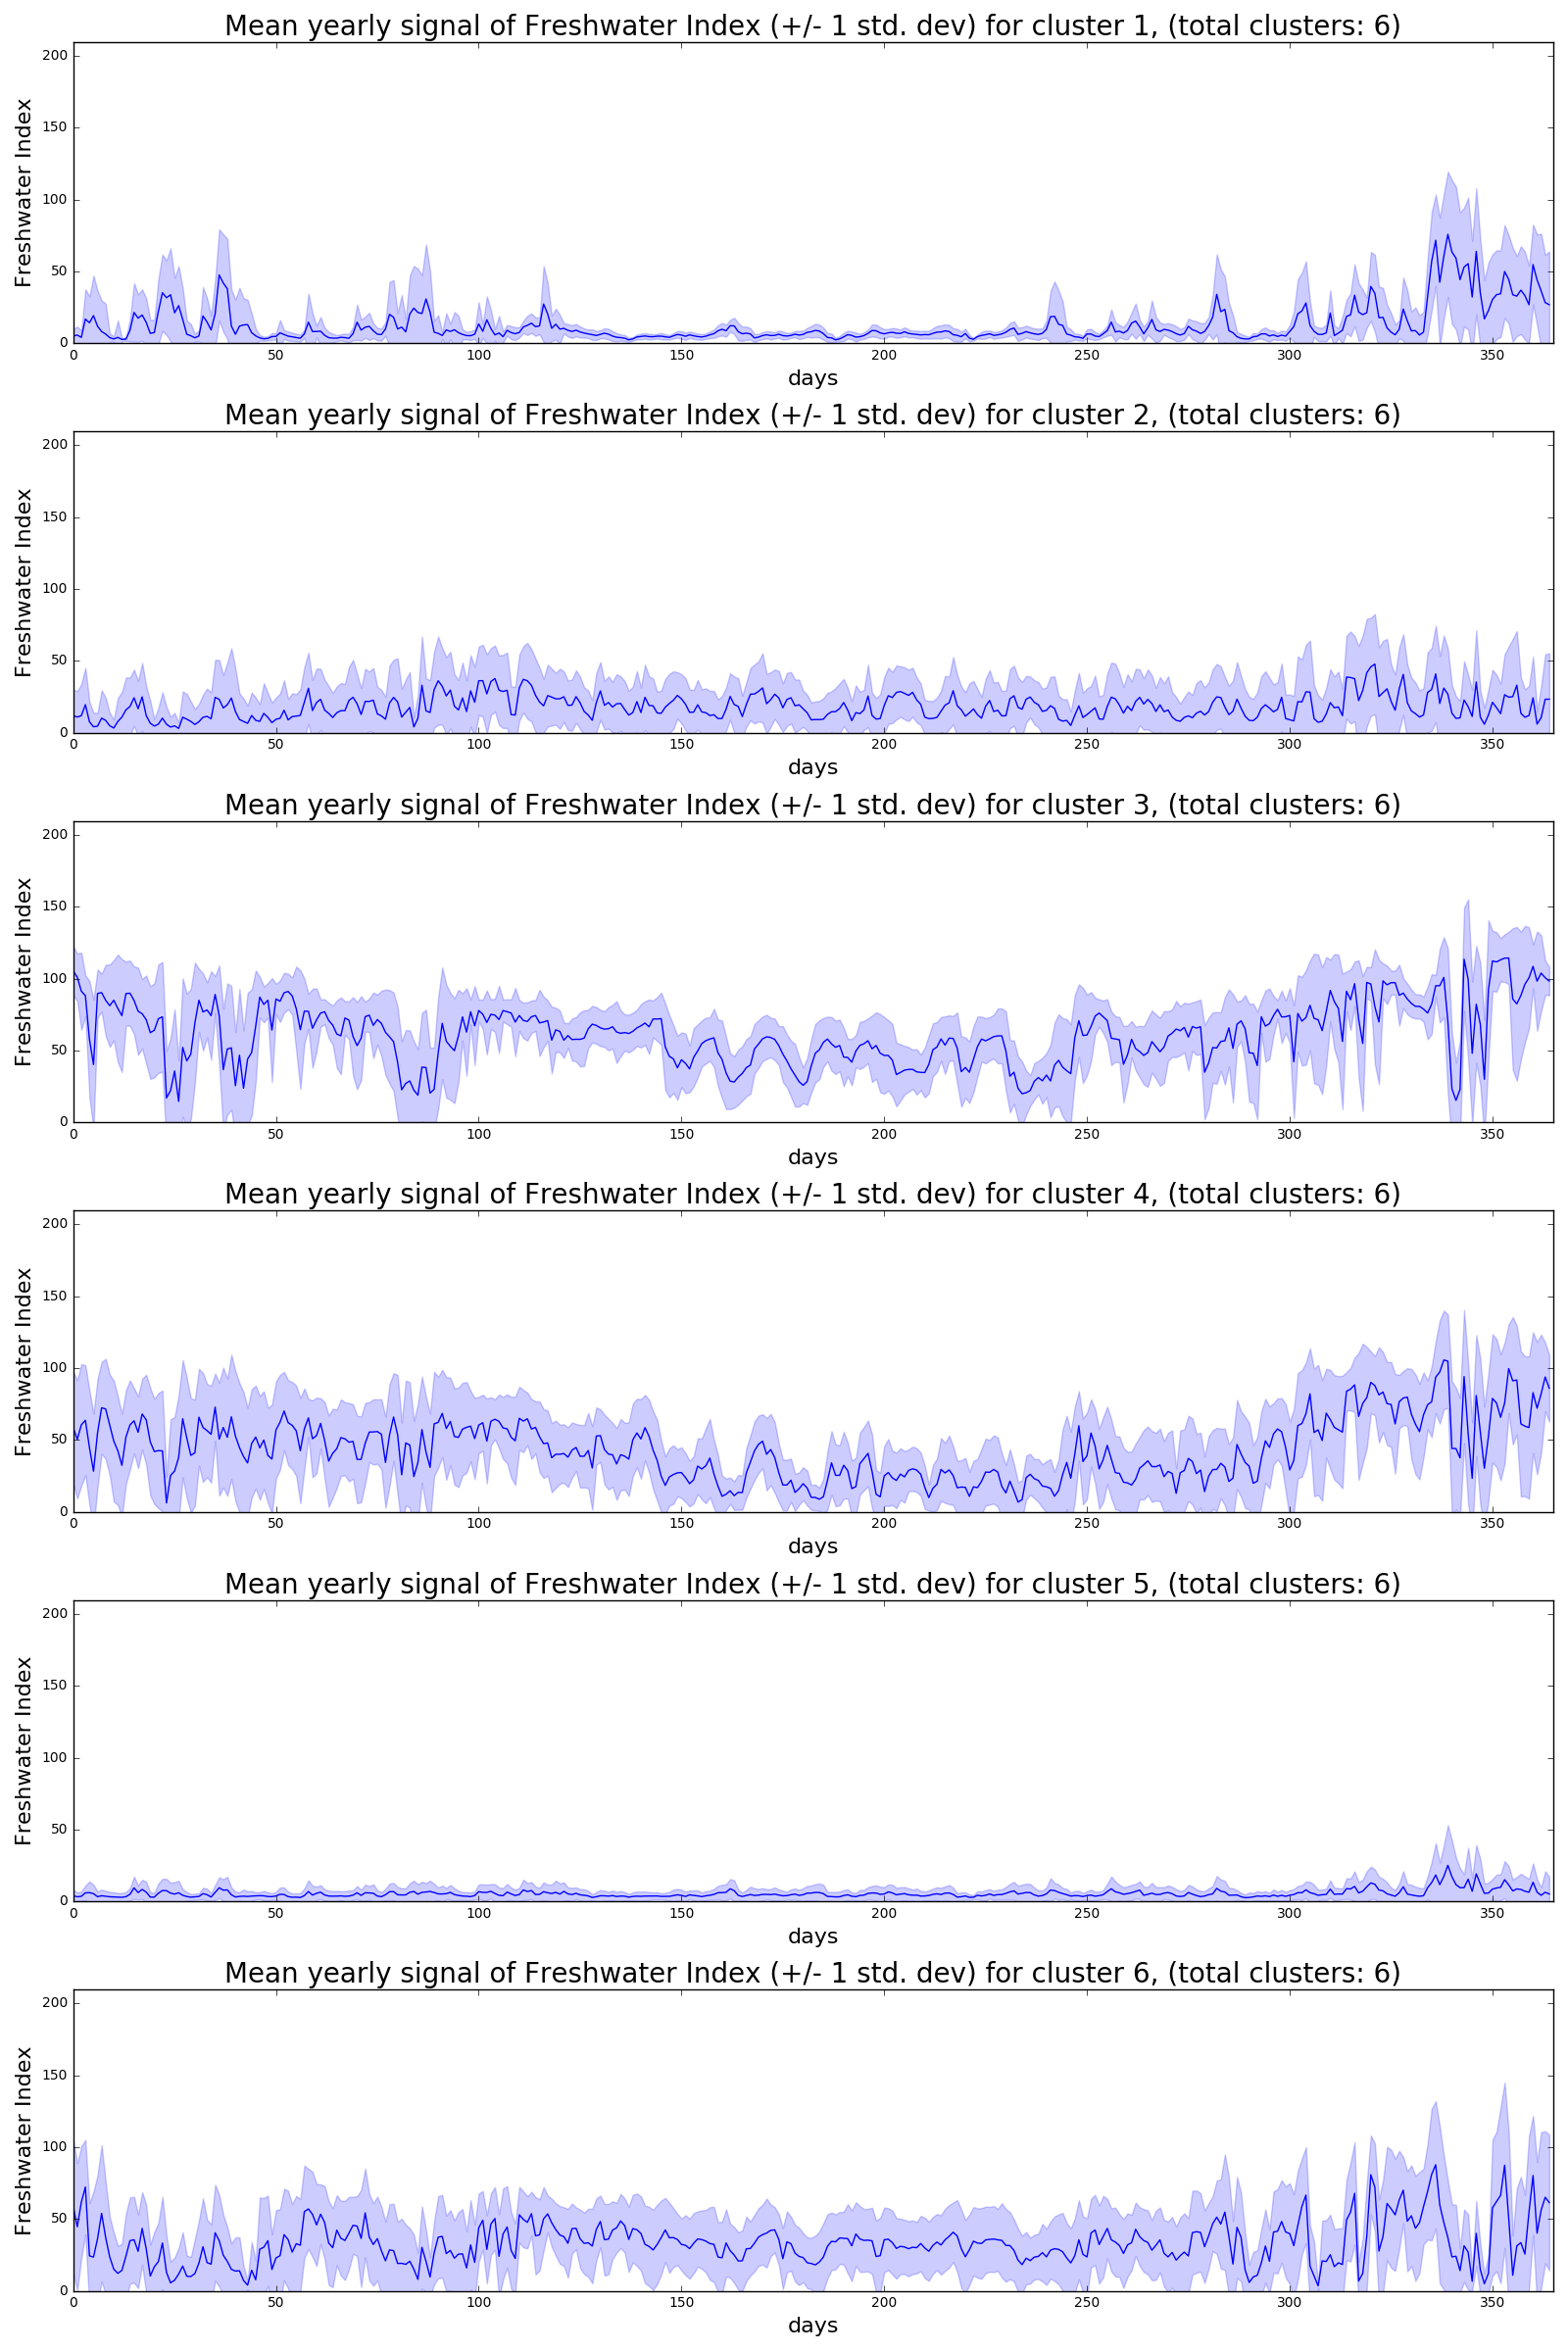 Mean yearly signal of Freshwater Index (+/- 1 std. dev) for cluster 1, (total clusters: 6)
200
150
100
50
0
Freshwater Index
0 50 100 150 200 250 300 350
days
Mean yearly signal of Freshwater Index (+/- 1 std. dev) for cluster 2, (total clusters: 6)
200
150
100
50
0
Freshwater Index
0 50 100 150 200 250 300 350
days
Mean yearly signal of Freshwater Index (+/- 1 std. dev) for cluster 3, (total clusters: 6)
200
150
100
50
0
Freshwater Index
0 50 100 150 200 250 300 350
days
Mean yearly signal of Freshwater Index (+/- 1 std. dev) for cluster 4, (total clusters: 6)
200
150
100
50
0
Freshwater Index
0 50 100 150 200 250 300 350
days
Mean yearly signal of Freshwater Index (+/- 1 std. dev) for cluster 5, (total clusters: 6)
200
150
100
50
0
Freshwater Index
0 50 100 150 200 250 300 350
days
Mean yearly signal of Freshwater Index (+/- 1 std. dev) for cluster 6, (total clusters: 6)
200
150
100
50
0
Freshwater Index
0 50 100 150 200 250 300 350
days